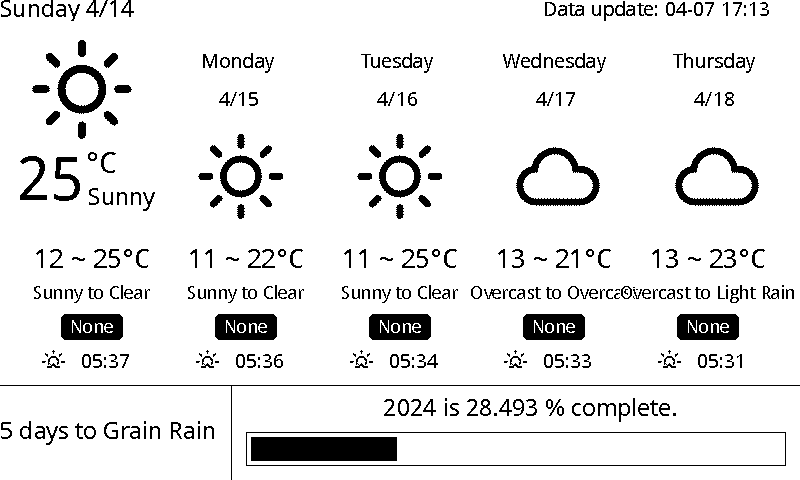 Sunday 4/14
Data update: 04-07 17:13
25 °C
Sunny
Monday
Tuesday
Wednesday
Thursday
4/15
4/16
4/17
4/18
12 ~ 25°C
11 ~ 22°C
11 ~ 25°C
13 ~ 21°C
13 ~ 23°C
Sunny to Clear
Sunny to Clear
Sunny to Clear
Overcast to Overca
Overcast to Light Rain
None
None
None
None
None
05:37
05:36
05:34
05:33
05:31
5 days to Grain Rain
2024 is 28.493 % complete.